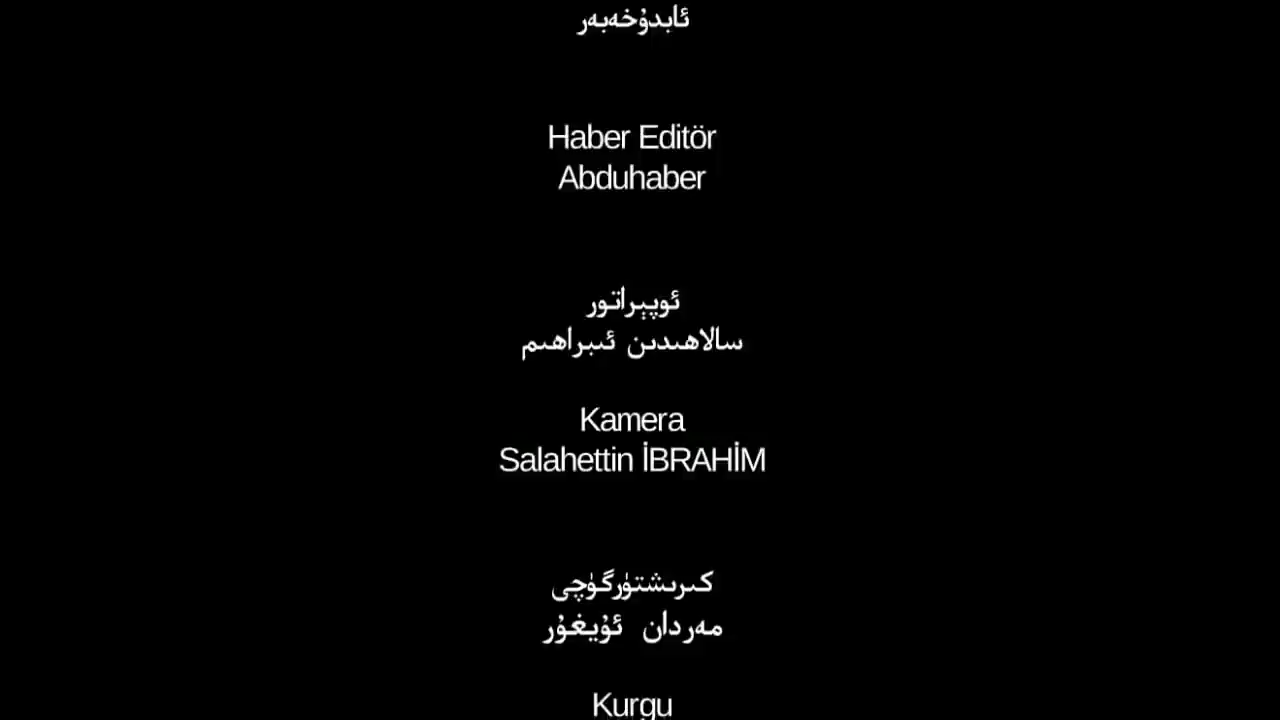 ئابدۇخەبەر
Haber Editör
Abduhaber
ئوپېراتور
سالاھىدىن ئىبراھىم
Kamera
Salahettin İBRAHİM
كىرىشتۈرگۈچى
مەردان ئۇيغۇر
Kurgu